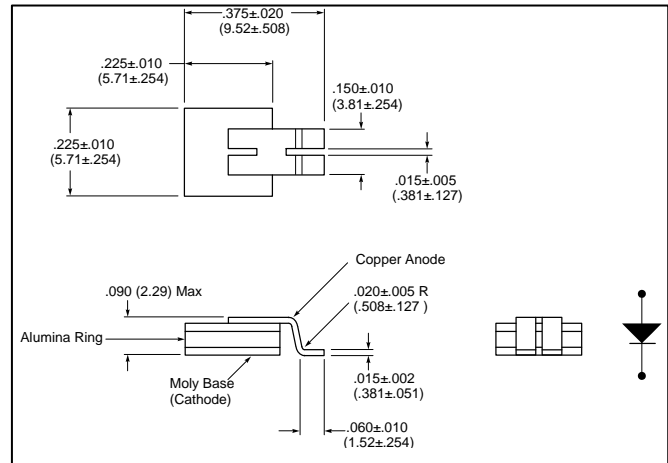 .375±.020
(9.52±.508)
.225±.010
(5.71±.254)
.150±.010
(3.81±.254)
.225±.010
(5.71±.254)
.015±.005
(.381±.127)
Copper Anode
.090 (2.29) Max
.020±.005 R
(.508±.127 )
Alumina Ring
Moly Base
(Cathode)
.015±.002
(.381±.051)
.060±.010
(1.52±.254)